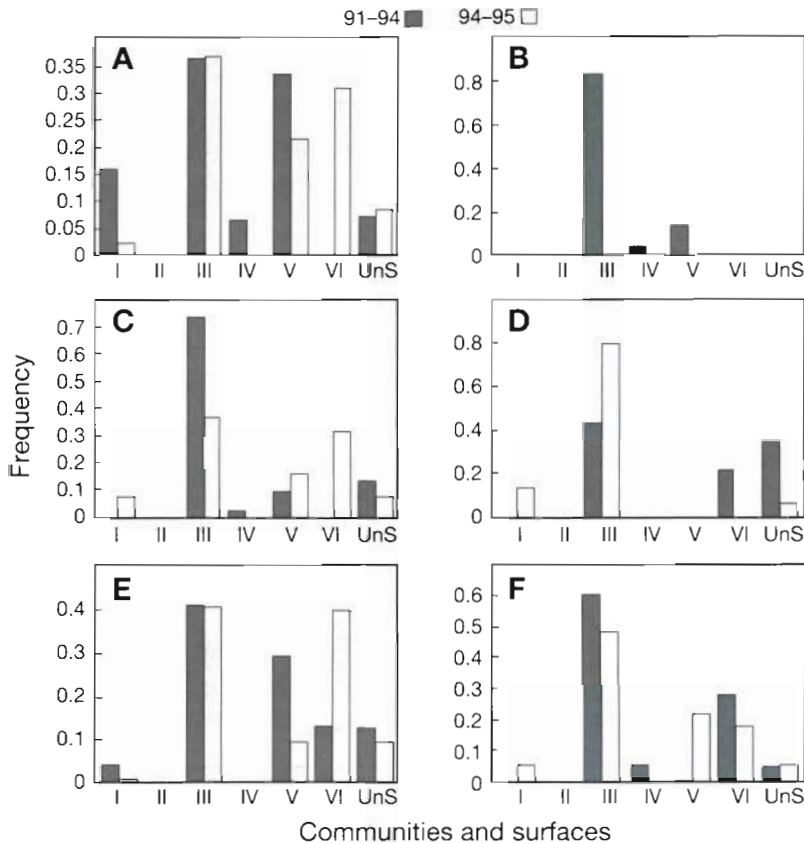 91–94 94–95
A
0.35
0.3
0.25
0.2
0.15
0.1
0.05
0
I II III IV V VI UnS
B
0.8
0.6
0.4
0.2
0
I II III IV V VI UnS
C
0.7
0.6
0.5
0.4
0.3
0.2
0.1
0
I II III IV V VI UnS
D
0.8
0.6
0.4
0.2
0
I II III IV V VI UnS
E
0.4
0.3
0.2
0.1
0
I II III IV V VI UnS
F
0.6
0.5
0.4
0.3
0.2
0.1
0
I II III IV V VI UnS
Frequency
Communities and surfaces